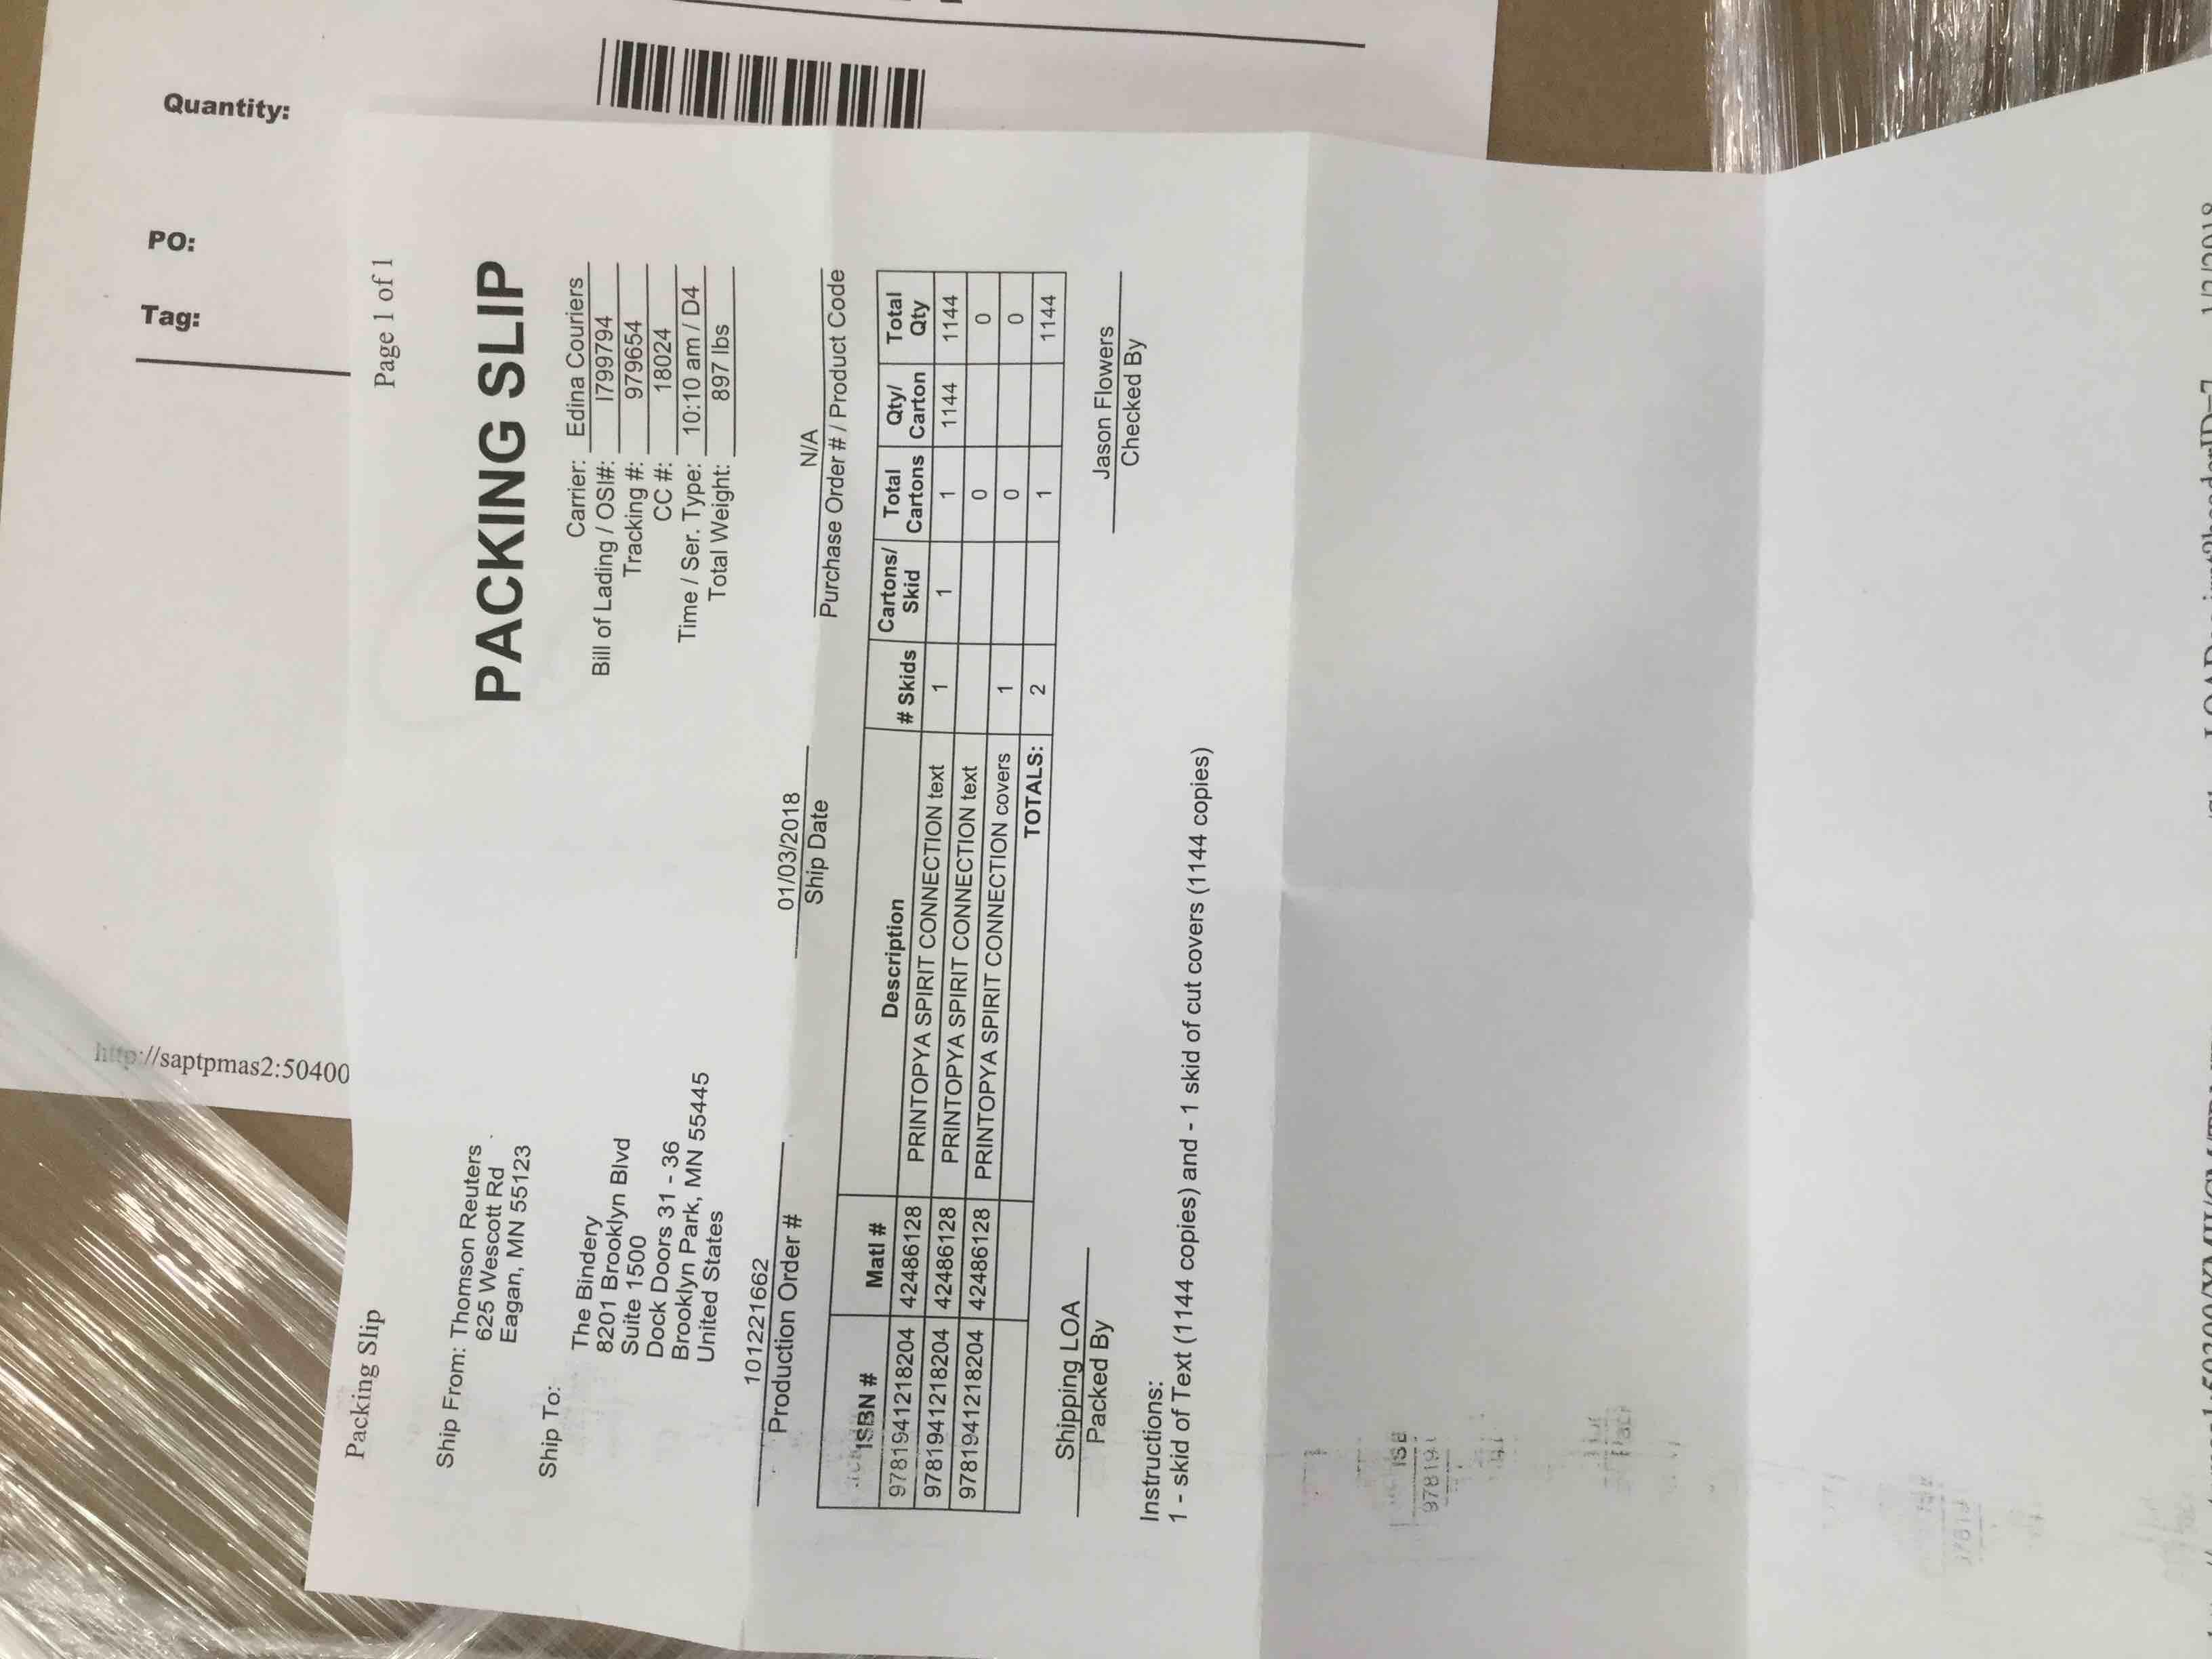 Quantity:
PO:
Tag:
http://saptpmas2:50400
Packing Slip
Page 1 of 1
PACKING SLIP
Ship From: Thomson Reuters
625 Wescott Rd
Eagan, MN 55123
Ship To:
The Bindery
8201 Brooklyn Blvd
Suite 1500
Dock Doors 31 - 36
Brooklyn Park, MN 55445
United States
Carrier: Edina Couriers
Bill of Lading / OSI#: I799794
Tracking #: 979654
CC #: 18024
Time / Ser. Type: 10:10 am / D4
Total Weight: 897 lbs
101221662
Production Order #
01/03/2018
Ship Date
N/A
Purchase Order # / Product Code
ISBN # Matl # Description # Skids Cartons/ Skid Total Cartons Qty/ Carton Total Qty
9781941218204 42486128 PRINTOPYA SPIRIT CONNECTION text 1 1 1 1144 1144
9781941218204 42486128 PRINTOPYA SPIRIT CONNECTION text 0 0
9781941218204 42486128 PRINTOPYA SPIRIT CONNECTION covers 1 0 0
TOTALS: 2 1 1144
Shipping LOA
Packed By
Jason Flowers
Checked By
Instructions:
1 - skid of Text (1144 copies) and - 1 skid of cut covers (1144 copies)